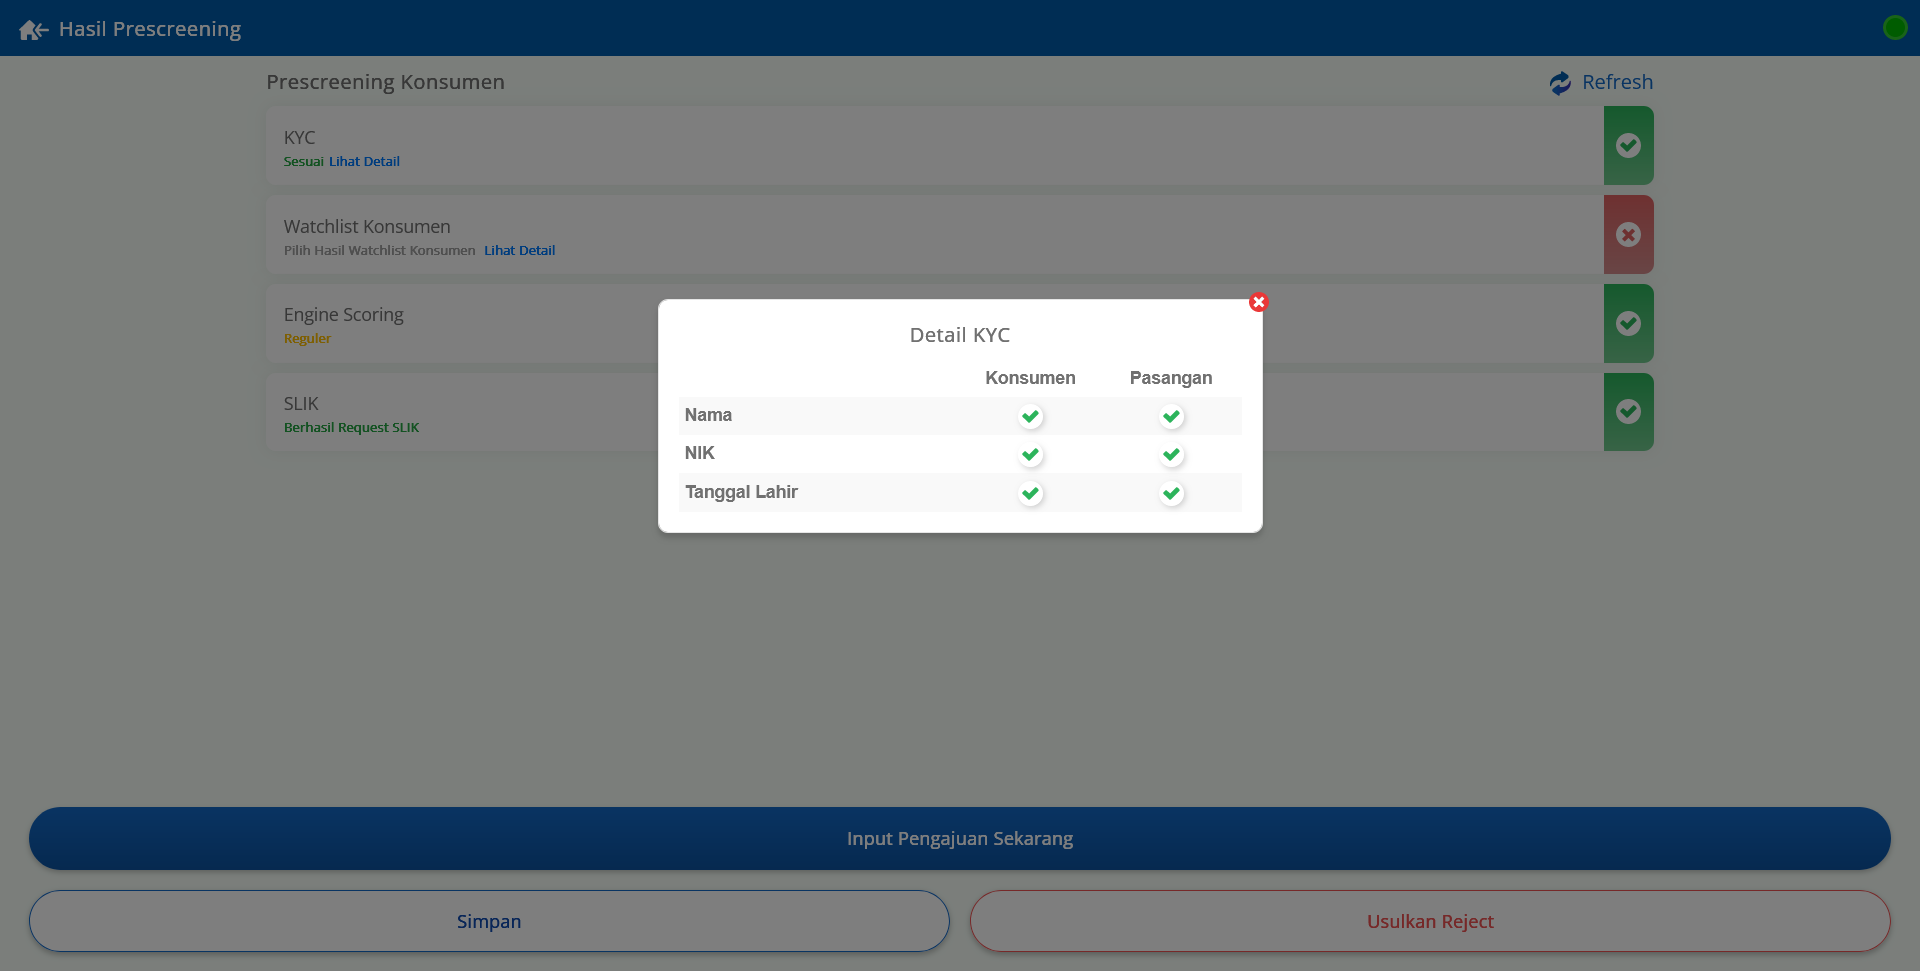 Hasil Prescreening
Prescreening Konsumen
Refresh
KYC
Sesuai Lihat Detail
Watchlist Konsumen
Pilih Hasil Watchlist Konsumen Lihat Detail
Engine Scoring
Reguler
SLIK
Berhasil Request SLIK
Detail KYC
Konsumen Pasangan
Nama
NIK
Tanggal Lahir
Input Pengajuan Sekarang
Simpan
Usulkan Reject